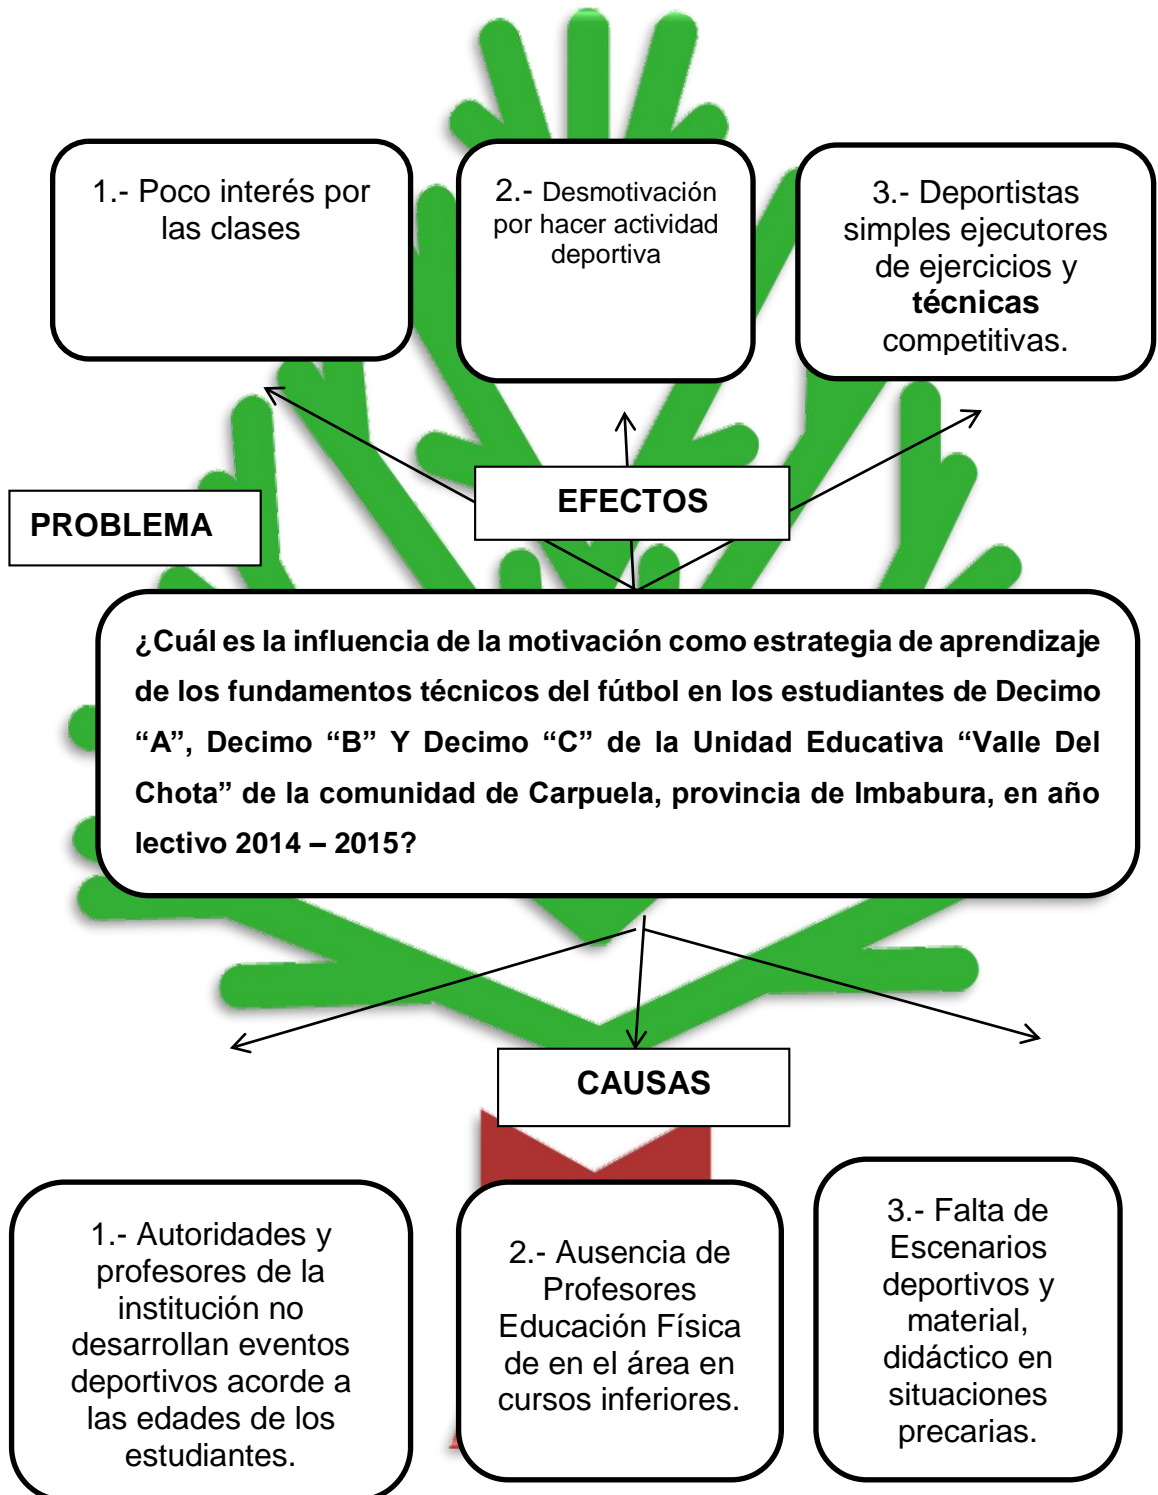 1.- Poco interés por
las clases
2.- Desmotivación
por hacer actividad
deportiva
3.- Deportistas
simples ejecutores
de ejercicios y
técnicas
competitivas.
EFECTOS
PROBLEMA
¿Cuál es la influencia de la motivación como estrategia de aprendizaje
de los fundamentos técnicos del fútbol en los estudiantes de Decimo
“A”, Decimo “B” Y Decimo “C” de la Unidad Educativa “Valle Del
Chota” de la comunidad de Carpuela, provincia de Imbabura, en año
lectivo 2014 – 2015?
CAUSAS
1.- Autoridades y
profesores de la
institución no
desarrollan eventos
deportivos acorde a
las edades de los
estudiantes.
2.- Ausencia de
Profesores
Educación Física
de en el área en
cursos inferiores.
3.- Falta de
Escenarios
deportivos y
material,
didáctico en
situaciones
precarias.